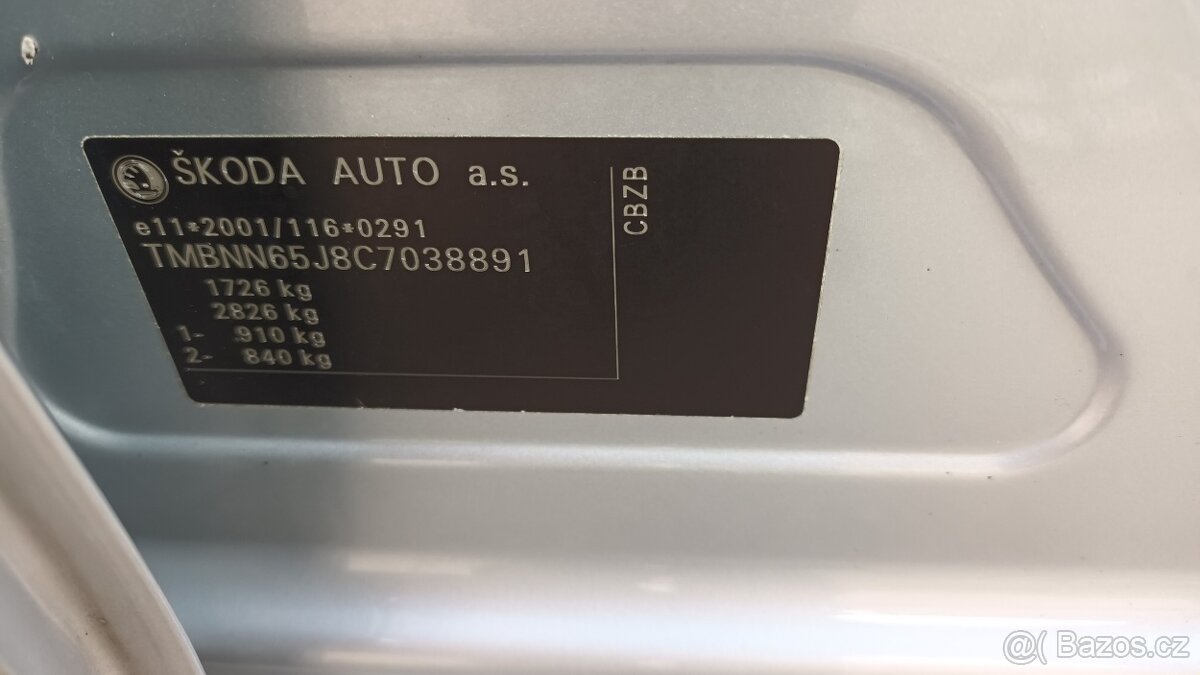 ŠKODA AUTO a.s.
e11*2001/116*0291
TMBNN65J8C7038891
1726 kg
2826 kg
1- 910 kg
2- 840 kg
CBZB
@( Bazos.cz